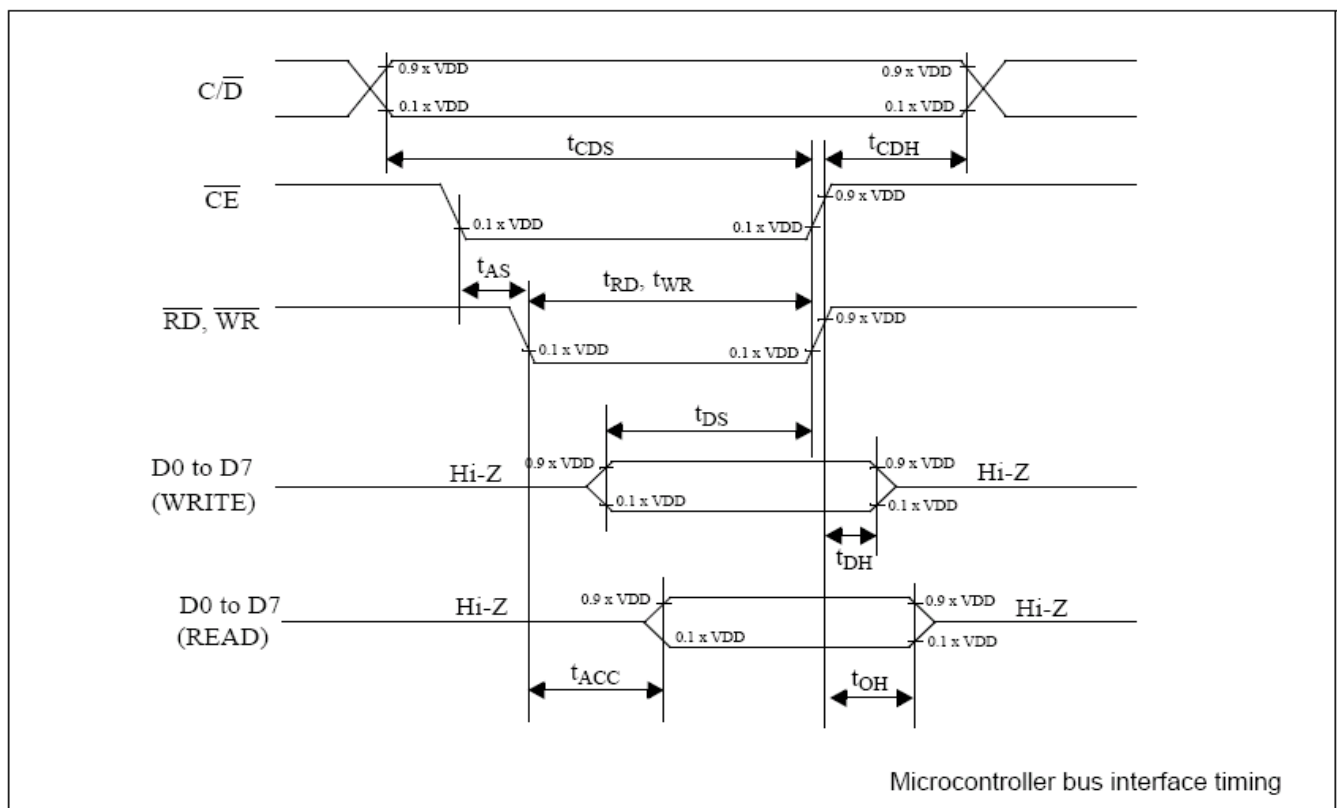 C/D̅
0.9 x VDD 0.9 x VDD
0.1 x VDD 0.1 x VDD
tCDS tCDH
C̅E̅
0.9 x VDD
0.1 x VDD 0.1 x VDD
tAS tRD, tWR
R̅D̅, W̅R̅
0.9 x VDD
0.1 x VDD 0.1 x VDD
tDS
D0 to D7
(WRITE)
Hi-Z 0.9 x VDD 0.9 x VDD Hi-Z
0.1 x VDD 0.1 x VDD
tDH
D0 to D7
(READ)
Hi-Z 0.9 x VDD 0.9 x VDD Hi-Z
0.1 x VDD 0.1 x VDD
tACC tOH
Microcontroller bus interface timing